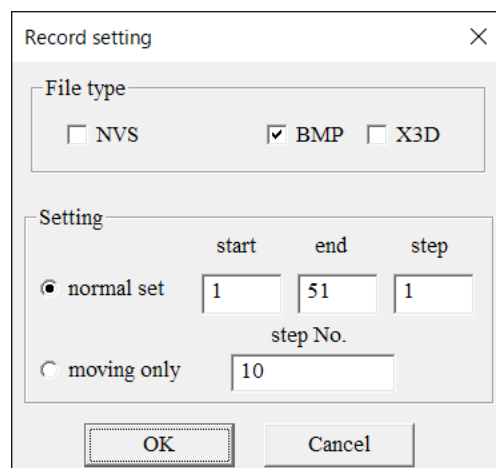 Record setting
File type
NVS BMP X3D
Setting
start end step
normal set 1 51 1
step No.
moving only 10
OK Cancel